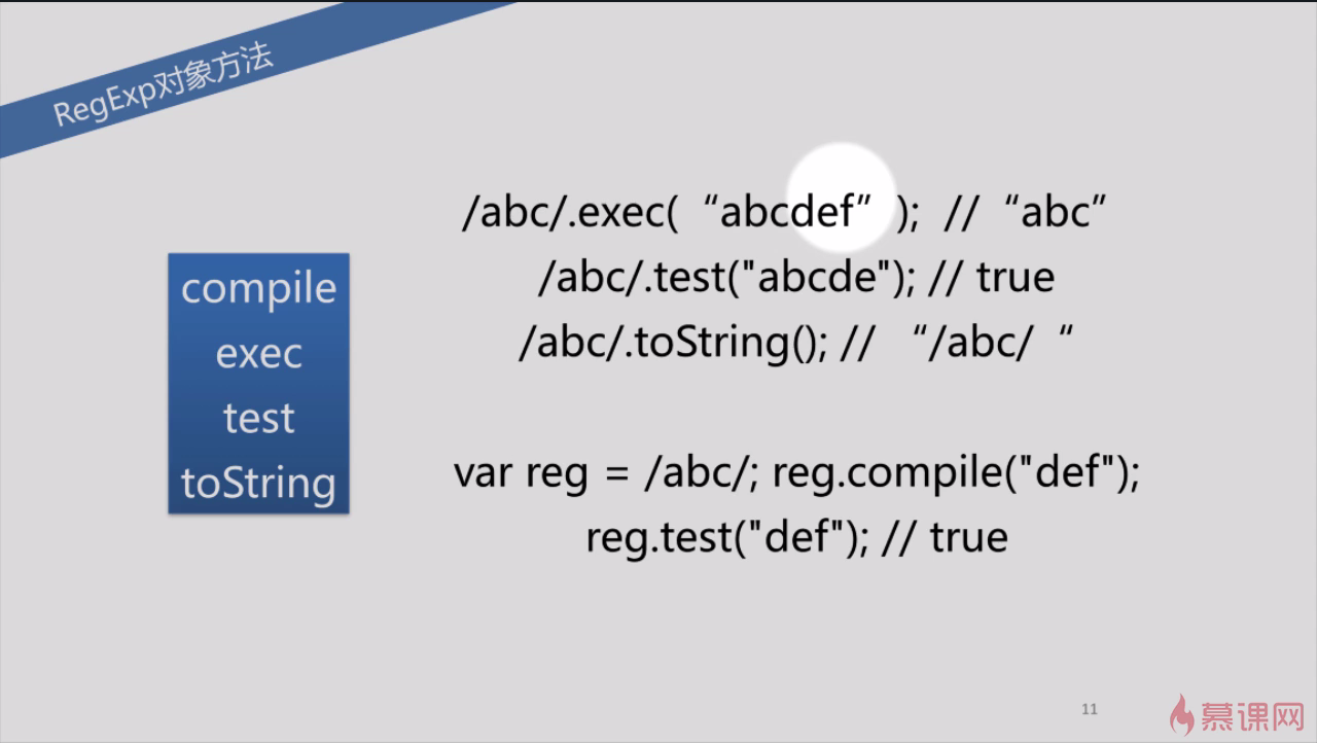 RegExp对象方法
compile
exec
test
toString
/abc/.exec( “abcdef” ); // “abc”
/abc/.test("abcde"); // true
/abc/.toString(); // “/abc/ “
var reg = /abc/; reg.compile("def");
reg.test("def"); // true
11
慕课网